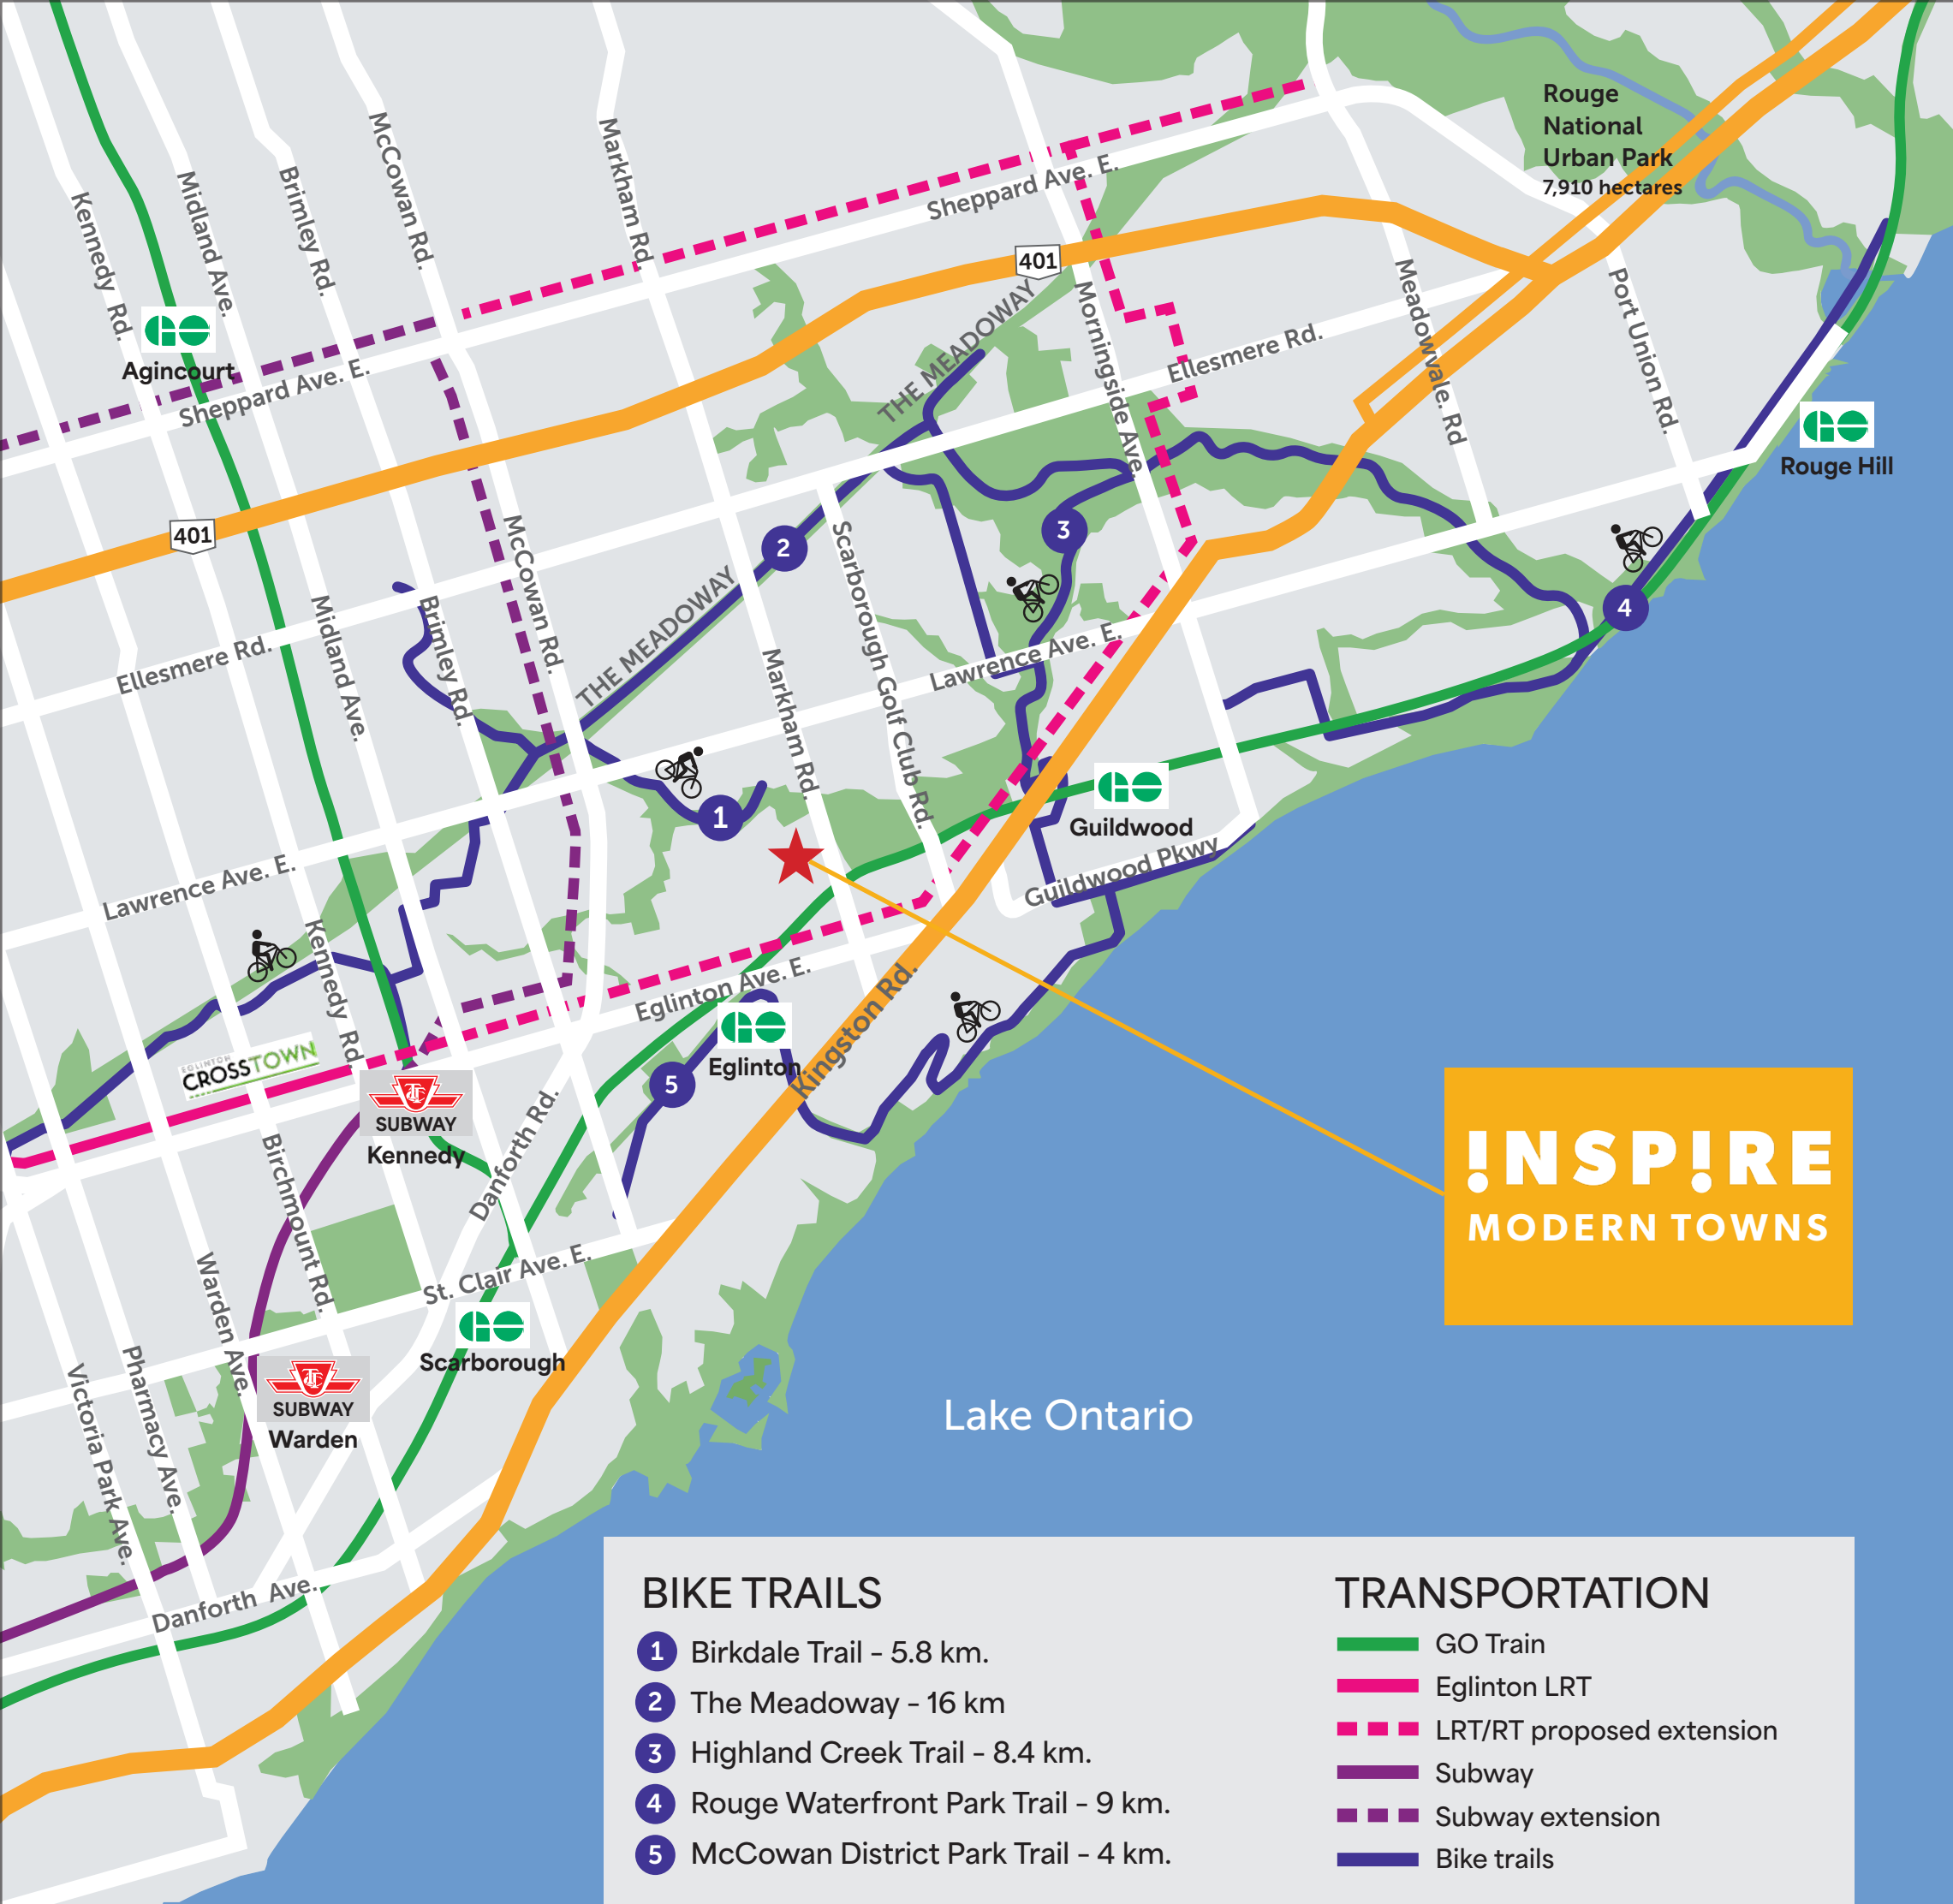 Rouge
National
Urban Park
7,910 hectares
Kennedy Rd.
Midland Ave.
Brimley Rd.
McCowan Rd.
Markham Rd.
Sheppard Ave. E.
401
THE MEADOWAY
Morningside Ave.
Ellesmere Rd.
Meadowvale. Rd
Port Union Rd.
Agincourt
Sheppard Ave. E.
Rouge Hill
401
2
3
4
McCowan Rd.
Scarborough Golf Club Rd.
THE MEADOWAY
Midland Ave.
Brimley Rd.
Ellesmere Rd.
Markham Rd.
Lawrence Ave. E.
1
Guildwood
Guildwood Pkwy
Lawrence Ave. E.
Kennedy Rd.
Eglinton Ave. E.
Kingston Rd.
EGLINTON
CROSSTOWN
Eglinton
5
TTC
SUBWAY
Kennedy
Danforth Rd.
Birchmount Rd.
INSPIRE
MODERN TOWNS
St. Clair Ave. E.
Warden Ave.
Scarborough
Pharmacy Ave.
Victoria Park Ave.
TTC
SUBWAY
Warden
Lake Ontario
Danforth Ave.
BIKE TRAILS
1 Birkdale Trail – 5.8 km.
2 The Meadoway – 16 km
3 Highland Creek Trail – 8.4 km.
4 Rouge Waterfront Park Trail – 9 km.
5 McCowan District Park Trail – 4 km.
TRANSPORTATION
GO Train
Eglinton LRT
LRT/RT proposed extension
Subway
Subway extension
Bike trails